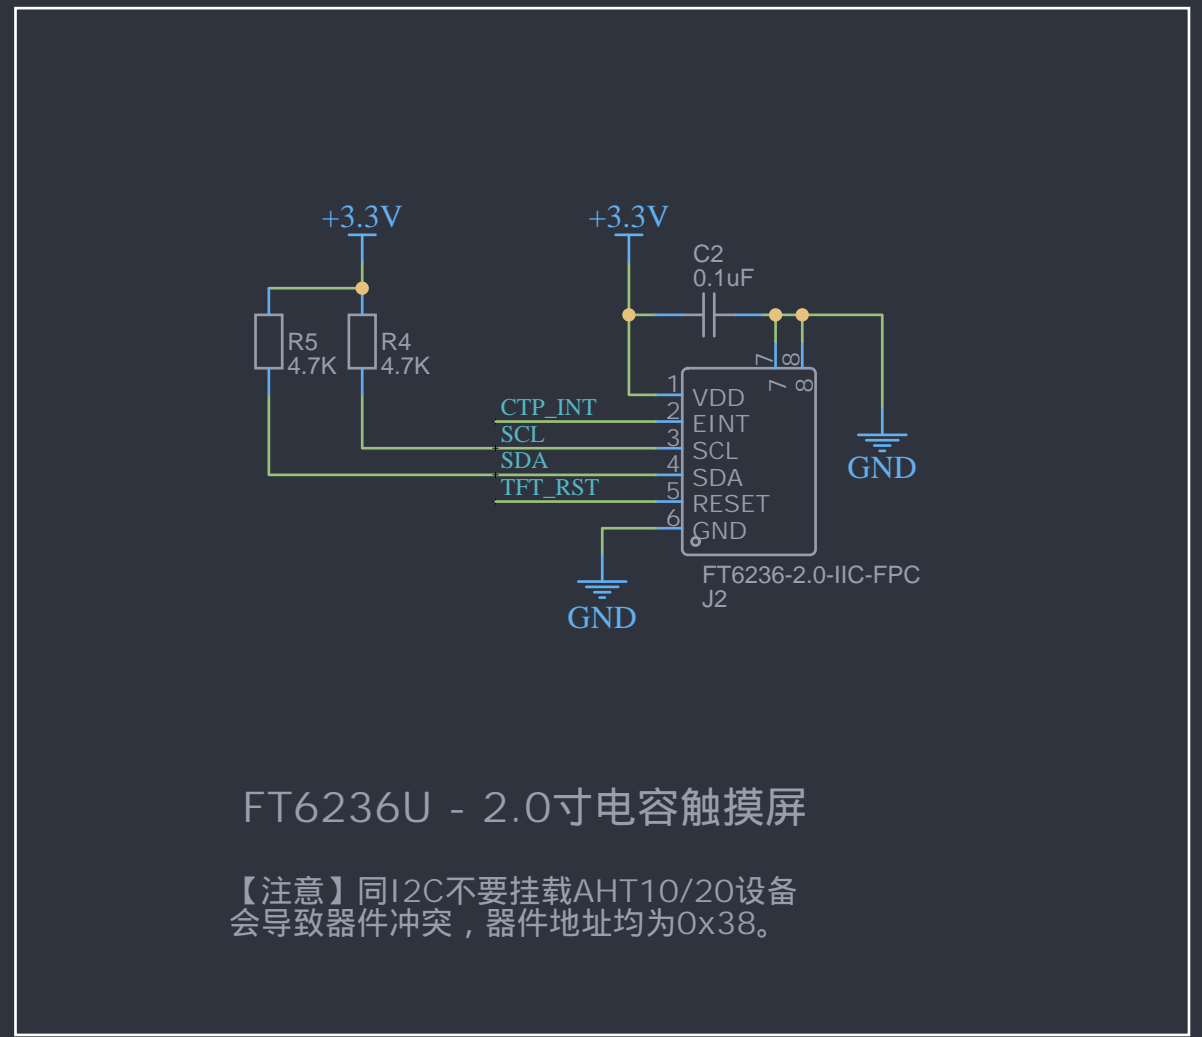 +3.3V
+3.3V
C2
0.1uF
R5
4.7K
R4
4.7K
7
8
7
8
1
VDD
CTP_INT
2
EINT
SCL
3
SCL
SDA
4
SDA
TFT_RST
5
RESET
6
GND
GND
GND
FT6236-2.0-IIC-FPC
J2
FT6236U - 2.0寸电容触摸屏
【注意】同I2C不要挂载AHT10/20设备
会导致器件冲突，器件地址均为0x38。